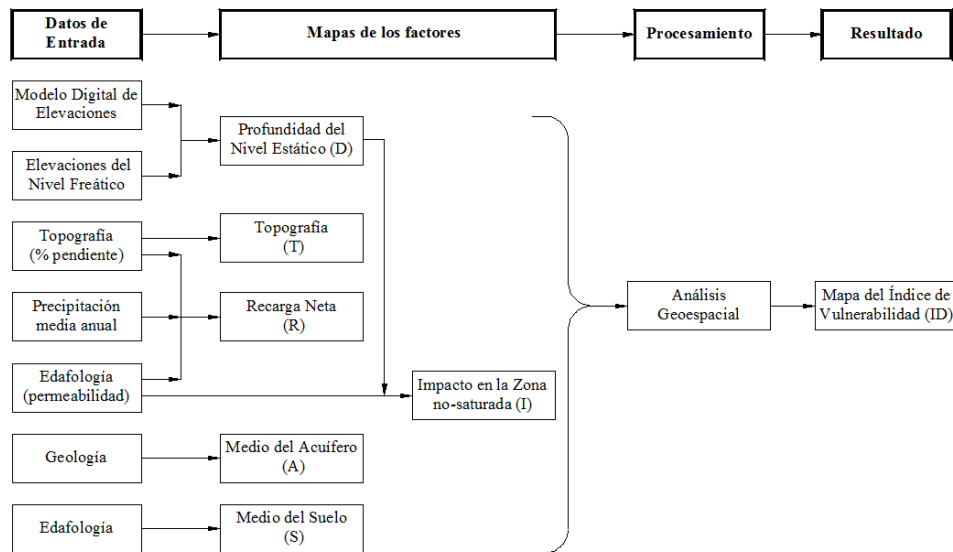 Datos de
Entrada
Mapas de los factores
Procesamiento
Resultado
Modelo Digital de
Elevaciones
Profundidad del
Nivel Estático (D)
Elevaciones del
Nivel Freático
Topografía
(% pendiente)
Topografía
(T)
Precipitación
media anual
Recarga Neta
(R)
Análisis
Geoespacial
Mapa del Índice de
Vulnerabilidad (ID)
Edafología
(permeabilidad)
Impacto en la Zona
no-saturada (I)
Geología
Medio del Acuífero
(A)
Edafología
Medio del Suelo
(S)